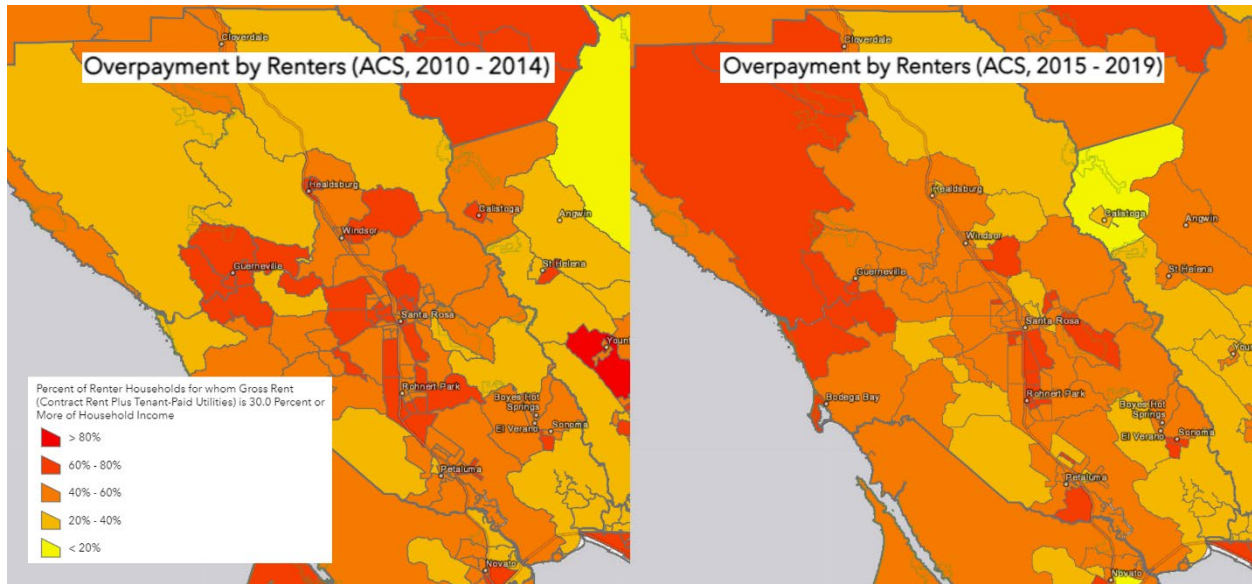 Cloverdale
Overpayment by Renters (ACS, 2010 - 2014)
Healdsburg
Calistoga
Angwin
Windsor
Guerneville
St Helena
Santa Rosa
Rohnert Park
Boyes Hot
Springs
El Verano
Sonoma
Petaluma
Novato
Percent of Renter Households for whom Gross Rent
(Contract Rent Plus Tenant-Paid Utilities) is 30.0 Percent or
More of Household Income
> 80%
60% - 80%
40% - 60%
20% - 40%
< 20%
Cloverdale
Overpayment by Renters (ACS, 2015 - 2019)
Healdsburg
Calistoga
Angwin
Windsor
Guerneville
St Helena
Santa Rosa
Rohnert Park
Bodega Bay
Boyes Hot
Springs
El Verano
Sonoma
Petaluma
Novato